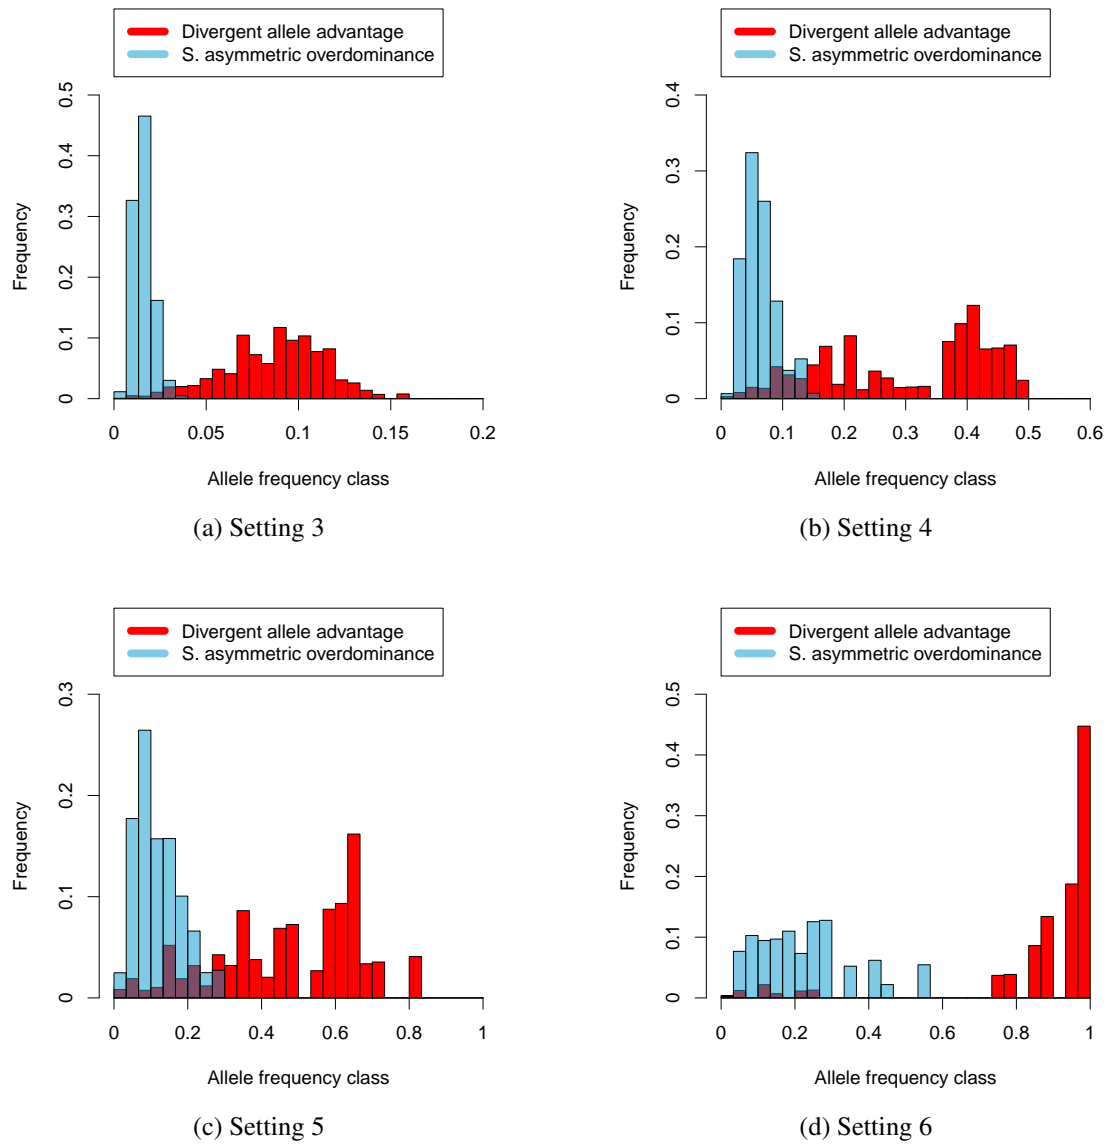 Divergent allele advantage
S. asymmetric overdominance
Frequency
0 0.1 0.2 0.3 0.4 0.5
0 0.05 0.1 0.15 0.2
Allele frequency class
(a) Setting 3
Divergent allele advantage
S. asymmetric overdominance
Frequency
0 0.1 0.2 0.3 0.4
0 0.1 0.2 0.3 0.4 0.5 0.6
Allele frequency class
(b) Setting 4
Divergent allele advantage
S. asymmetric overdominance
Frequency
0 0.1 0.2 0.3
0 0.2 0.4 0.6 0.8 1
Allele frequency class
(c) Setting 5
Divergent allele advantage
S. asymmetric overdominance
Frequency
0 0.1 0.2 0.3 0.4 0.5
0 0.2 0.4 0.6 0.8 1
Allele frequency class
(d) Setting 6